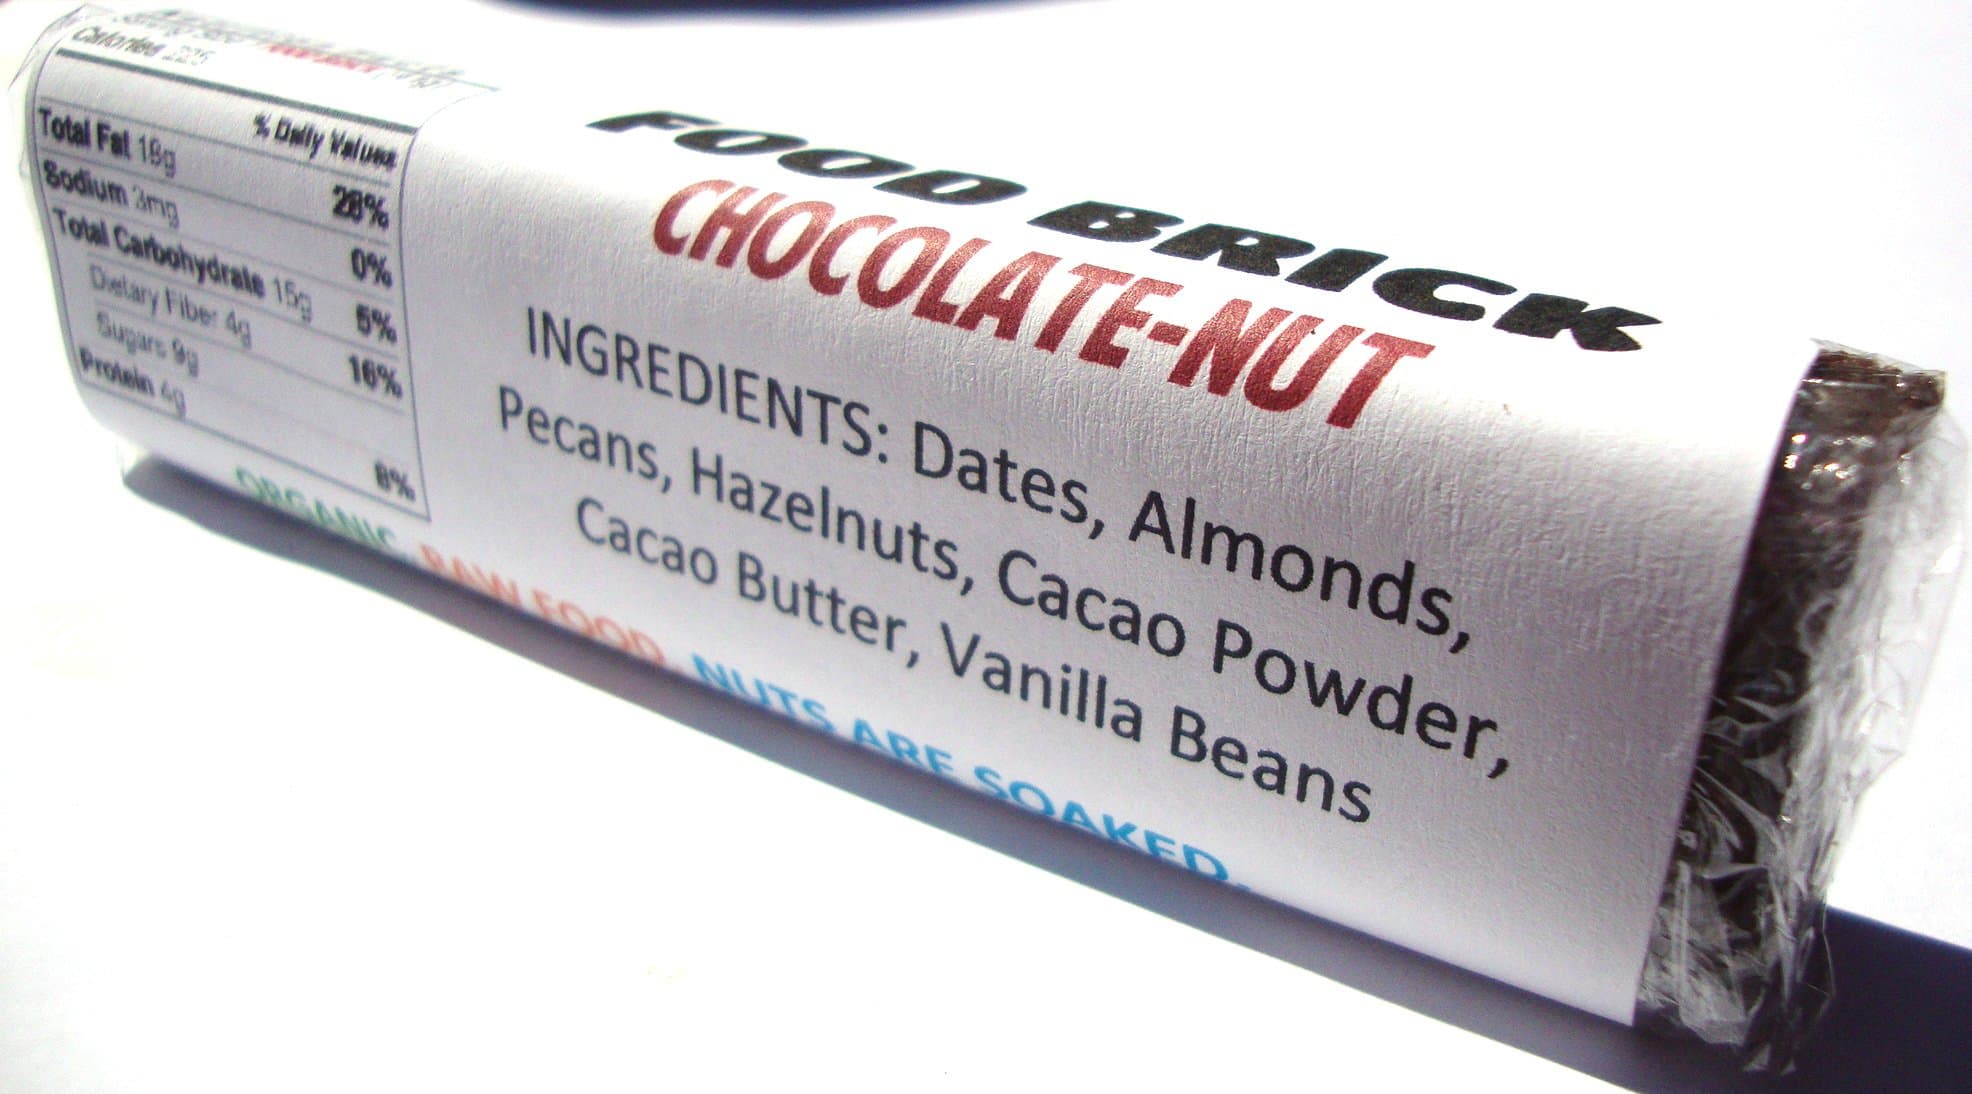 Calories 225
% Daily Values
Total Fat 18g 28%
Sodium 3mg 0%
Total Carbohydrate 15g 5%
Dietary Fiber 4g 16%
Sugars 9g
Protein 4g 8%
FOOD BRICK
CHOCOLATE-NUT
INGREDIENTS: Dates, Almonds,
Pecans, Hazelnuts, Cacao Powder,
Cacao Butter, Vanilla Beans
ORGANIC. RAW FOOD. NUTS ARE SOAKED.